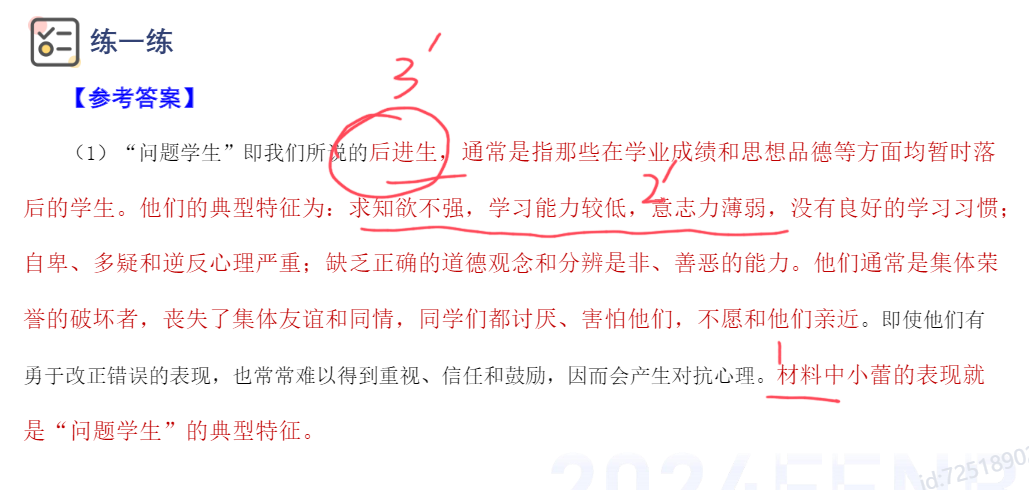 练一练
【参考答案】
3'
（1）“问题学生”即我们所说的后进生，通常是指那些在学业成绩和思想品德等方面均暂时落
2'
后的学生。他们的典型特征为：求知欲不强，学习能力较低，意志力薄弱，没有良好的学习习惯；
自卑、多疑和逆反心理严重；缺乏正确的道德观念和分辨是非、善恶的能力。他们通常是集体荣
誉的破坏者，丧失了集体友谊和同情，同学们都讨厌、害怕他们，不愿和他们亲近。即使他们有
勇于改正错误的表现，也常常难以得到重视、信任和鼓励，因而会产生对抗心理。材料中小蕾的表现就
是“问题学生”的典型特征。